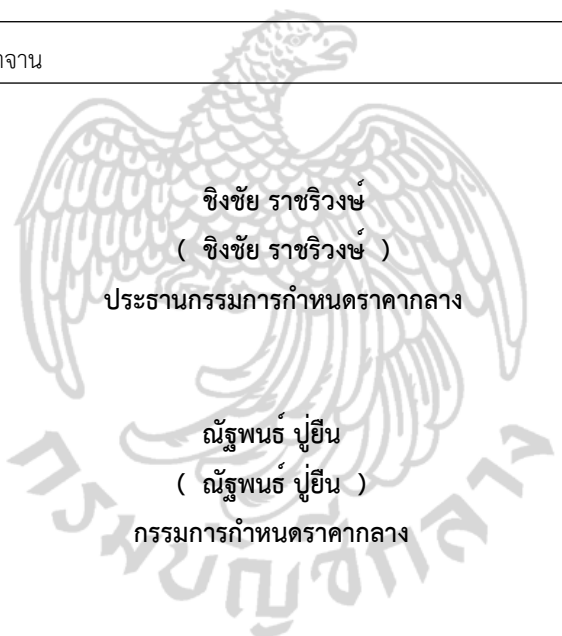 ชิงชัย ราชริวงษ์
( ชิงชัย ราชริวงษ์ )
ประธานกรรมการกำหนดราคากลาง
ณัฐพนธ์ ปู่ยืน
( ณัฐพนธ์ ปู่ยืน )
กรรมการกำหนดราคากลาง
กรมบัญชีกลาง